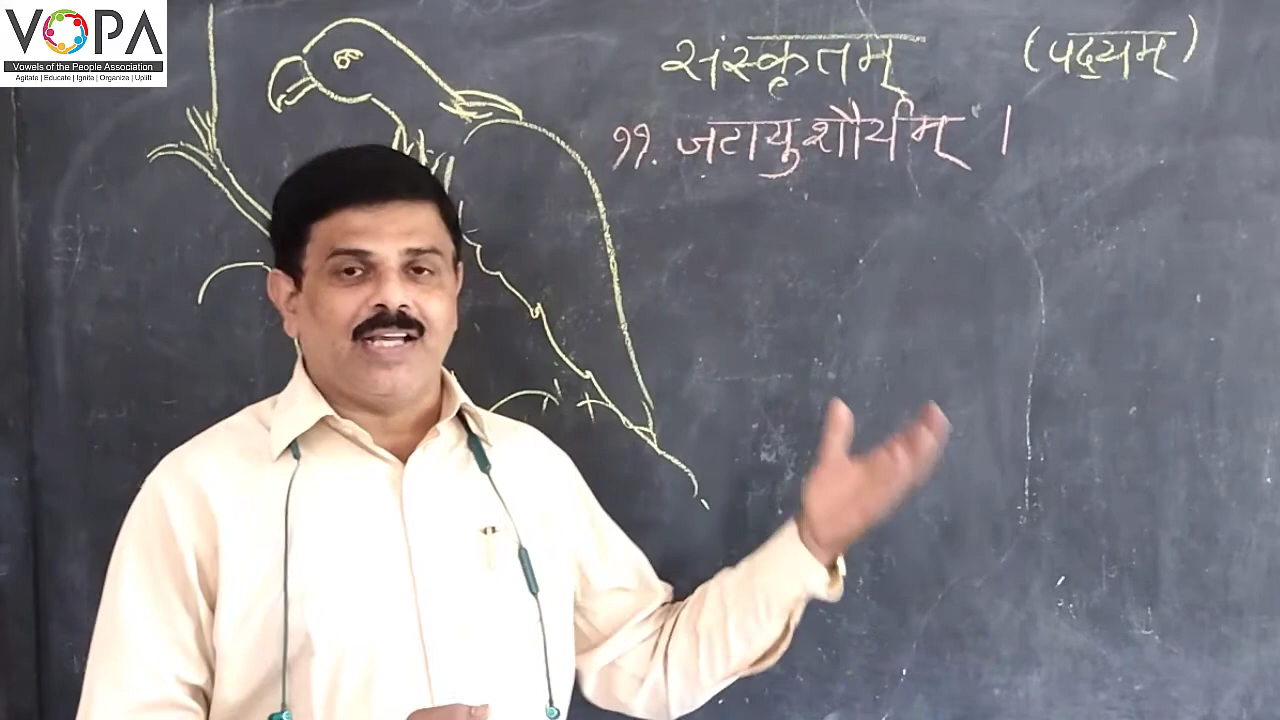 VOPA
Vowels of the People Association
Agitate | Educate | Ignite | Organize | Uplift
संस्कृतम् (पद्यम्)
११. जटायुशौर्यम् ।